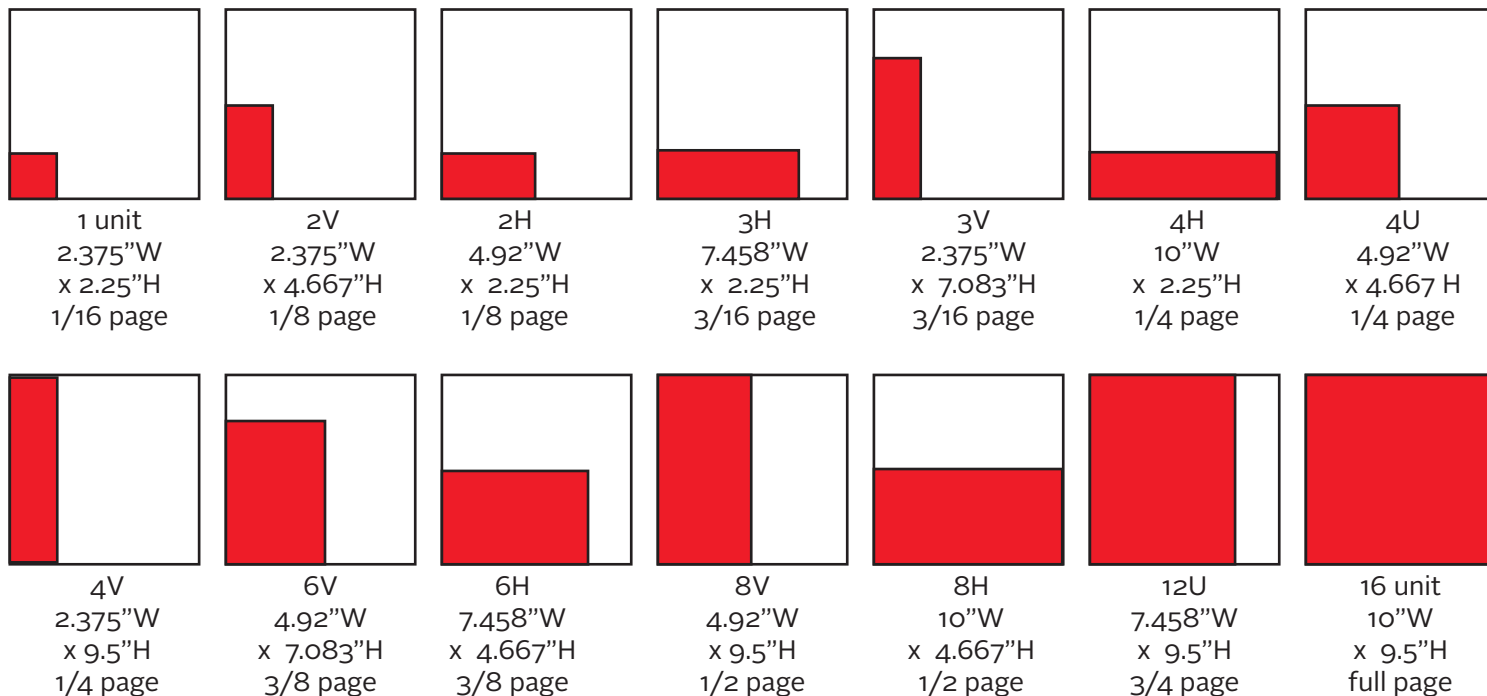 1 unit
2.375”W
x 2.25”H
1/16 page
2V
2.375”W
x 4.667”H
1/8 page
2H
4.92”W
x 2.25”H
1/8 page
3H
7.458”W
x 2.25”H
3/16 page
3V
2.375”W
x 7.083”H
3/16 page
4H
10”W
x 2.25”H
1/4 page
4U
4.92”W
x 4.667 H
1/4 page
4V
2.375”W
x 9.5”H
1/4 page
6V
4.92”W
x 7.083”H
3/8 page
6H
7.458”W
x 4.667”H
3/8 page
8V
4.92”W
x 9.5”H
1/2 page
8H
10”W
x 4.667”H
1/2 page
12U
7.458”W
x 9.5”H
3/4 page
16 unit
10”W
x 9.5”H
full page